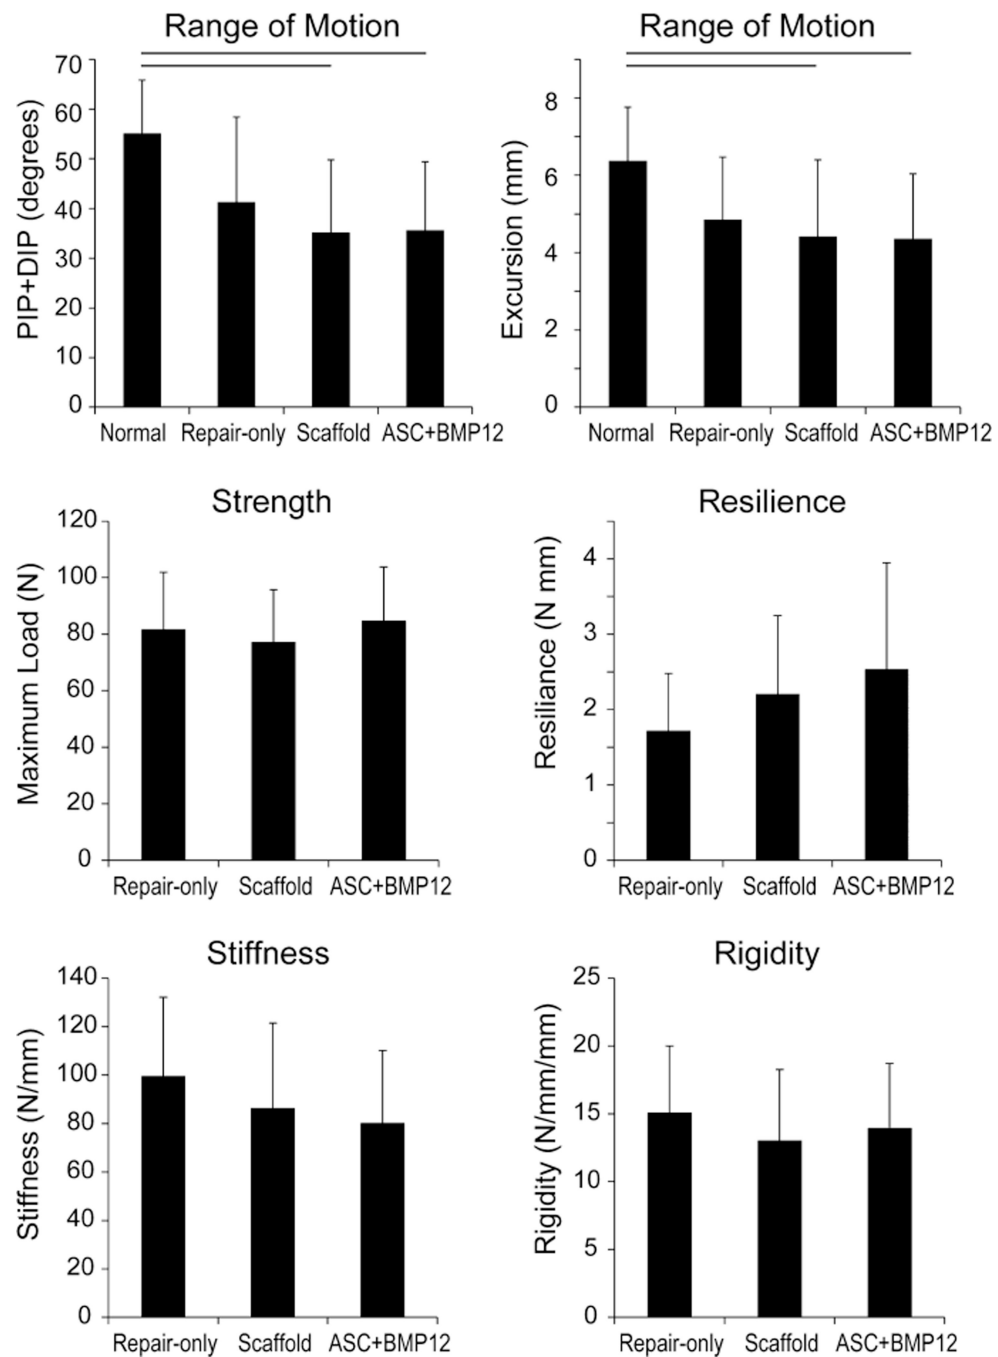 Range of Motion
PIP+DIP (degrees)
70
60
50
40
30
20
10
0
Normal Repair-only Scaffold ASC+BMP12
Range of Motion
Excursion (mm)
8
6
4
2
0
Normal Repair-only Scaffold ASC+BMP12
Strength
Maximum Load (N)
120
100
80
60
40
20
0
Repair-only Scaffold ASC+BMP12
Resilience
Resiliance (N mm)
4
3
2
1
0
Repair-only Scaffold ASC+BMP12
Stiffness
Stiffness (N/mm)
140
120
100
80
60
40
20
0
Repair-only Scaffold ASC+BMP12
Rigidity
Rigidity (N/mm/mm)
25
20
15
10
5
0
Repair-only Scaffold ASC+BMP12